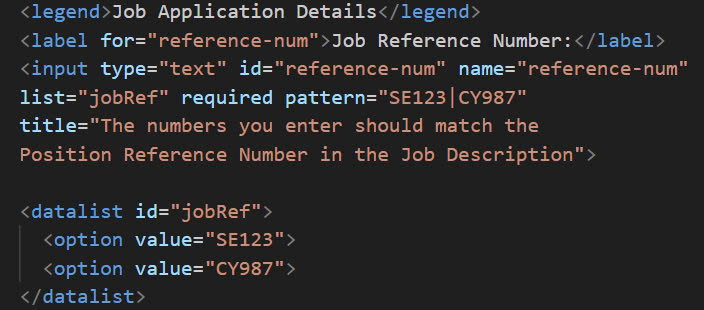 <legend>Job Application Details</legend>
<label for="reference-num">Job Reference Number:</label>
<input type="text" id="reference-num" name="reference-num"
list="jobRef" required pattern="SE123|CY987"
title="The numbers you enter should match the
Position Reference Number in the Job Description">
<datalist id="jobRef">
<option value="SE123">
<option value="CY987">
</datalist>